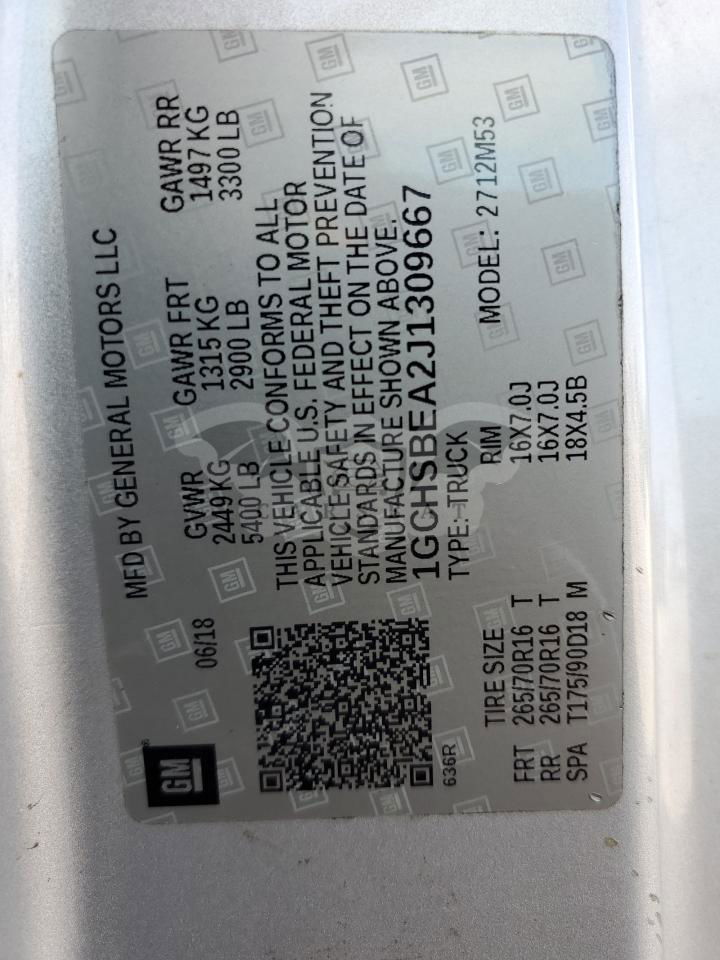 GM
MFD BY GENERAL MOTORS LLC
06/18
GVWR GAWR FRT GAWR RR
2449 KG 1315 KG 1497 KG
5400 LB 2900 LB 3300 LB
THIS VEHICLE CONFORMS TO ALL
APPLICABLE U.S. FEDERAL MOTOR
VEHICLE SAFETY AND THEFT PREVENTION
STANDARDS IN EFFECT ON THE DATE OF
MANUFACTURE SHOWN ABOVE.
1GCHSBEA2J1309667
636R
TYPE: TRUCK MODEL: 2712M53
TIRE SIZE RIM
FRT 265/70R16 T 16X7.0J
RR 265/70R16 T 16X7.0J
SPA T175/90D18 M 18X4.5B